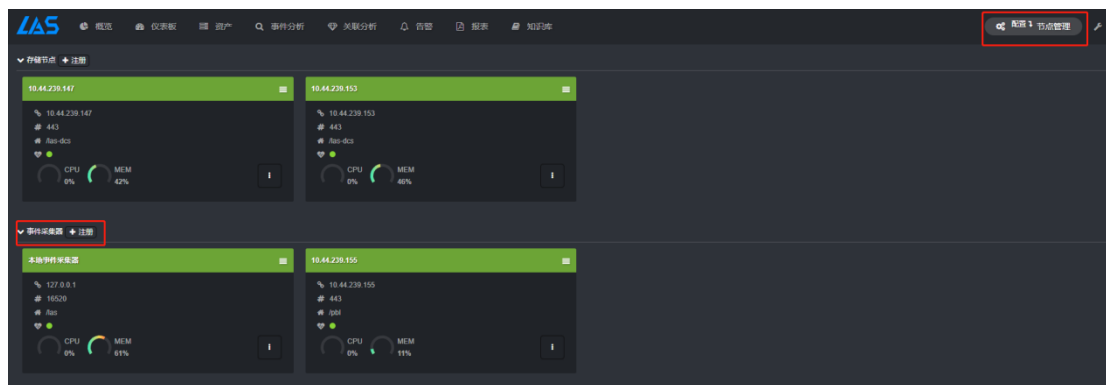 LAS 概览 仪表板 资产 事件分析 关联分析 告警 报表 知识库 配置 节点管理
存储节点 注册
10.44.239.147 10.44.239.153
10.44.239.147 10.44.239.153
443 443
/las-dcs /las-dcs
CPU 0% MEM 42% CPU 0% MEM 46%
事件采集器 注册
本地事件采集器 10.44.239.155
127.0.0.1 10.44.239.155
16520 443
/las /pbl
CPU 0% MEM 61% CPU 0% MEM 11%